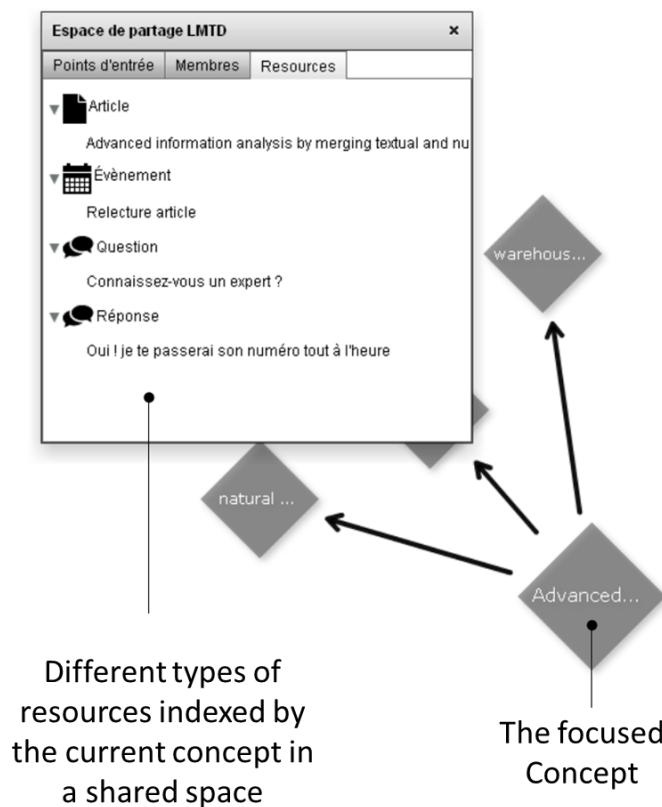 Espace de partage LMTD
Points d'entrée Membres Resources
Article
Advanced information analysis by merging textual and nu
Évènement
Relecture article
Question
Connaissez-vous un expert ?
Réponse
Oui ! je te passerai son numéro tout à l'heure
warehous...
natural ...
Advanced...
Different types of
resources indexed by
the current concept in
a shared space
The focused
Concept